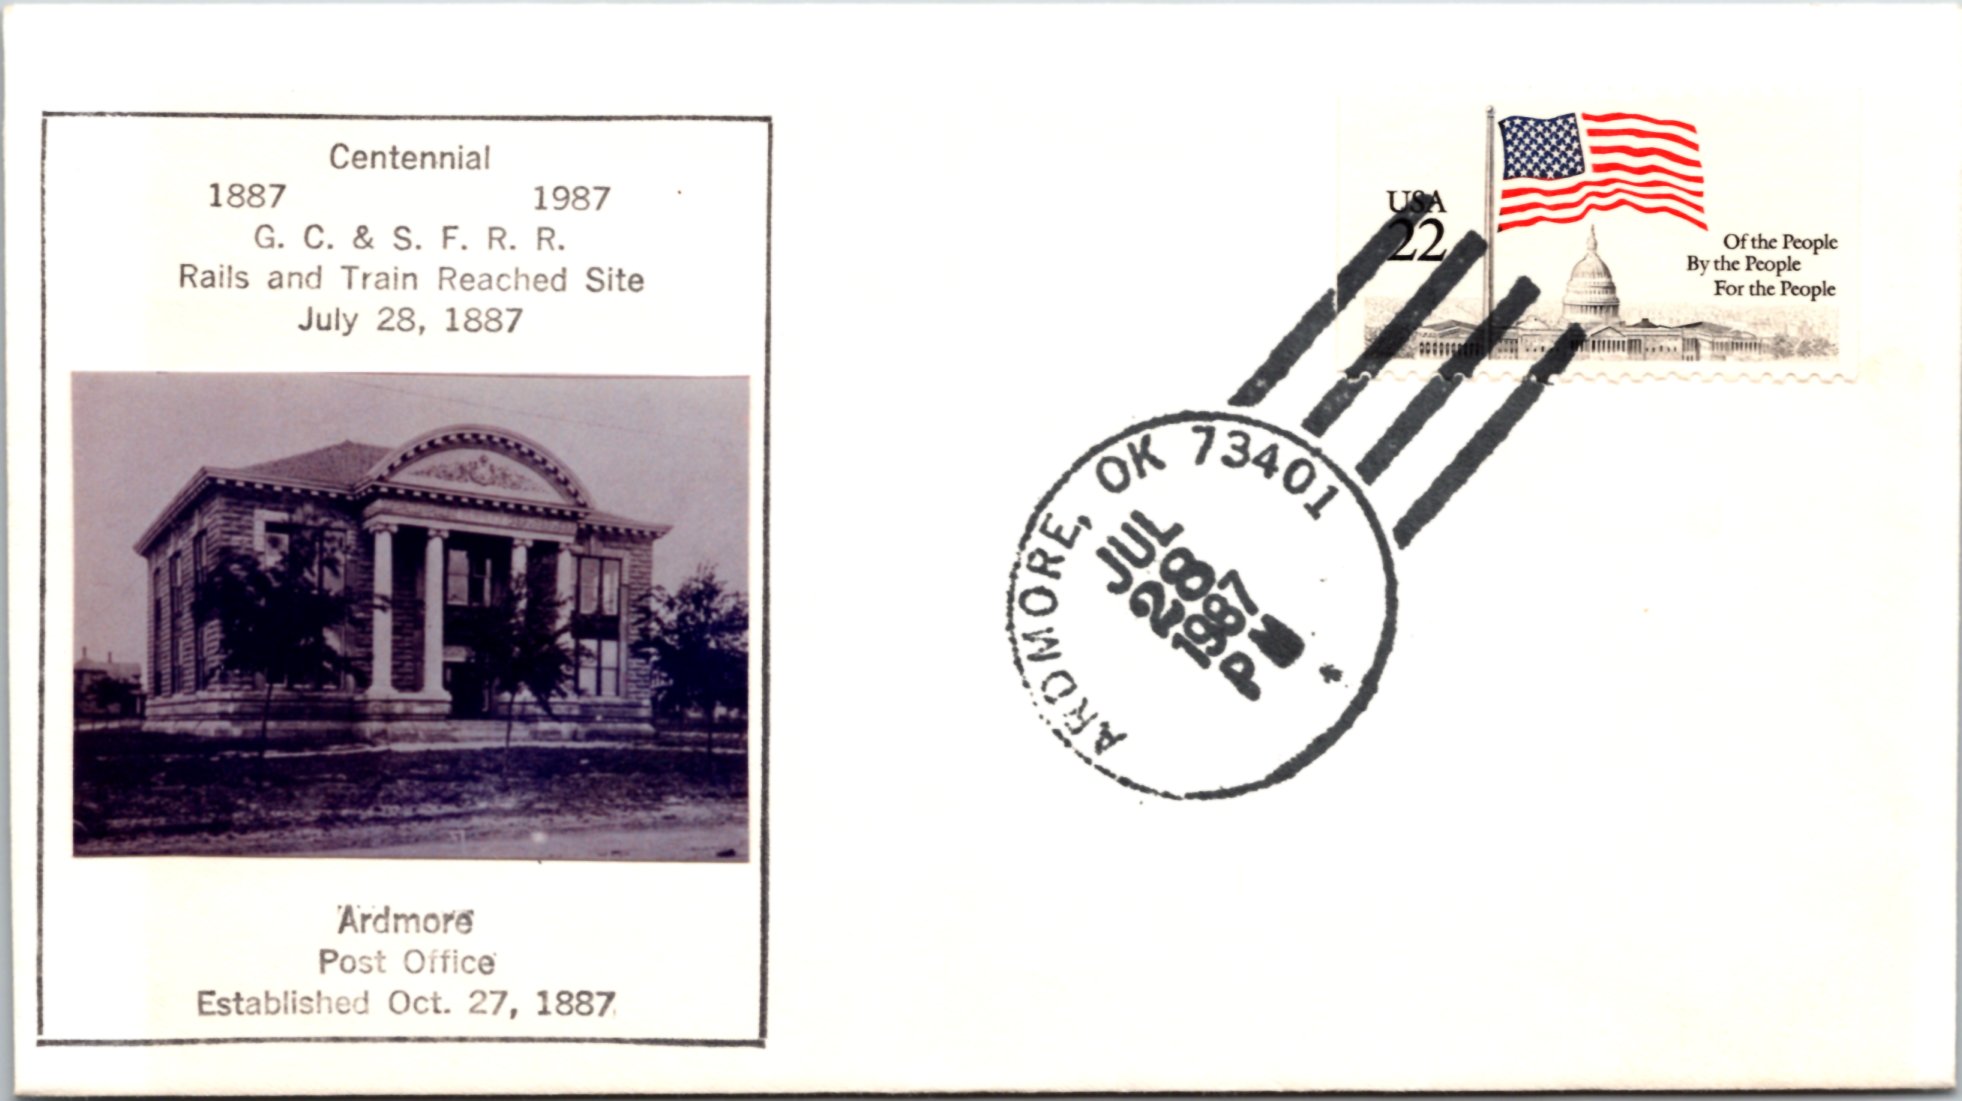 Centennial
1887 1987
G. C. & S. F. R. R.
Rails and Train Reached Site
July 28, 1887
Ardmore
Post Office
Established Oct. 27, 1887
USA
22
Of the People
By the People
For the People
ARDMORE, OK 73401
JUL
28
1987
PM